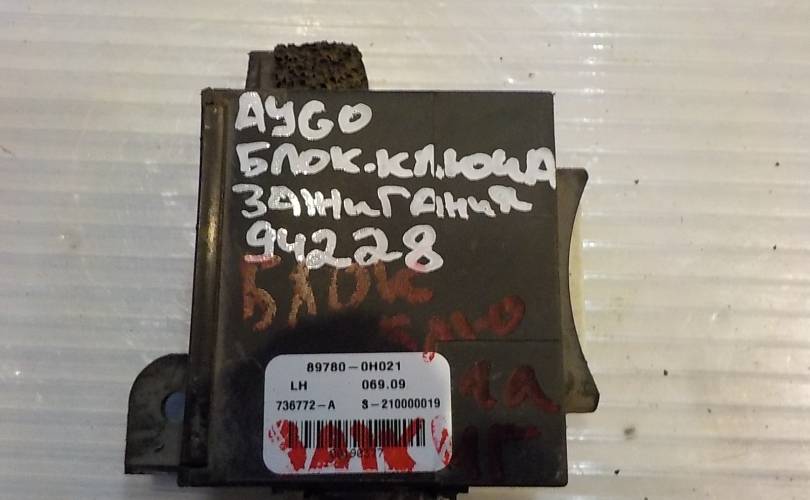 AYGO
БЛОК.КЛЮЧА
ЗАЖИГАНИЯ
94228
БЛОК
89780-0H021
LH 069.09
736772-A S-210000019